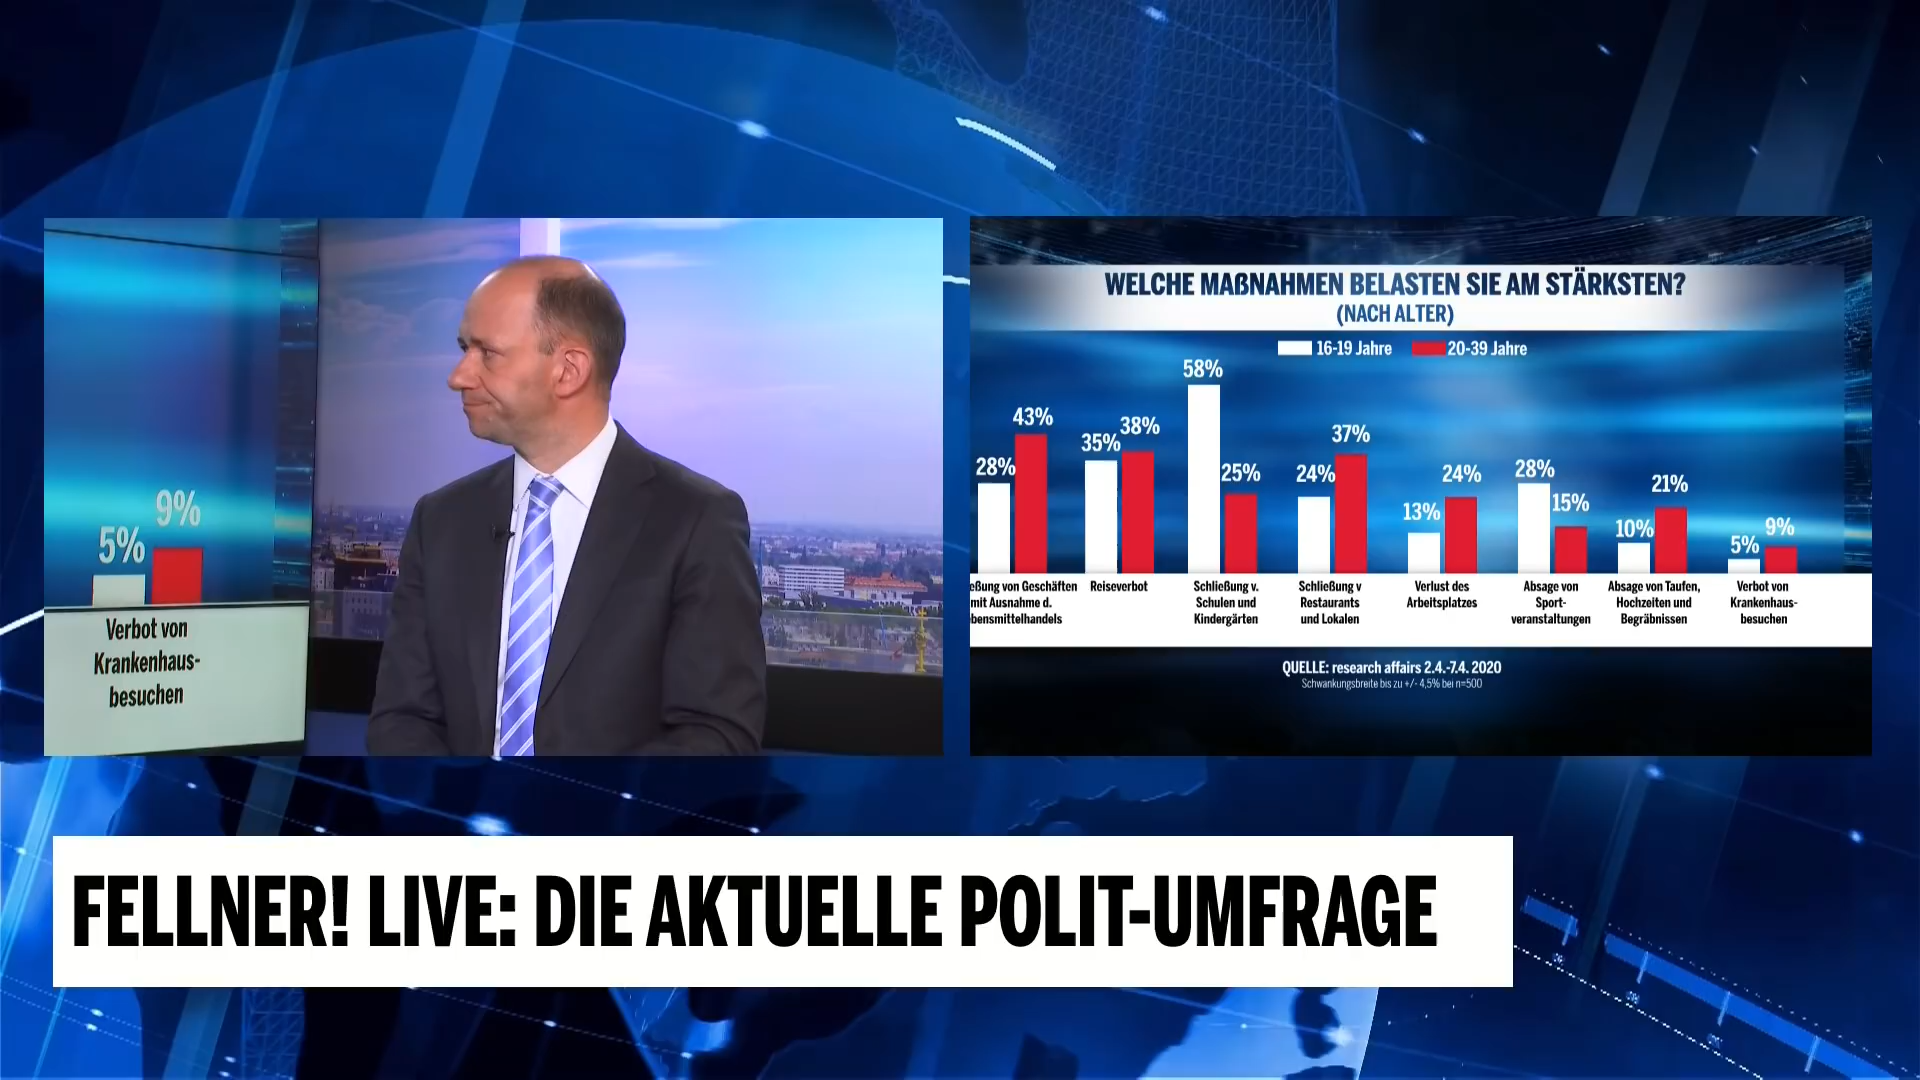 9%
5%
Verbot von
Krankenhaus-
besuchen
WELCHE MAẞNAHMEN BELASTEN SIE AM STÄRKSTEN?
(NACH ALTER)
16-19 Jahre 20-39 Jahre
28% 43% 35% 38% 58% 25% 24% 37% 13% 24% 28% 15% 10% 21% 5% 9%
von Geschäften
mit Ausnahme d.
Reiseverbot
Schließung v.
Schulen und
Kindergärten
Schließung v
Restaurants
und Lokalen
Verlust des
Arbeitsplatzes
Absage von
Sport-
veranstaltungen
Absage von Taufen,
Hochzeiten und
Begräbnissen
Verbot von
Krankenhaus-
besuchen
QUELLE: research affairs 2.4.-7.4. 2020
Schwankungsbreite bis zu +/- 4,5% bei n=500
FELLNER! LIVE: DIE AKTUELLE POLIT-UMFRAGE